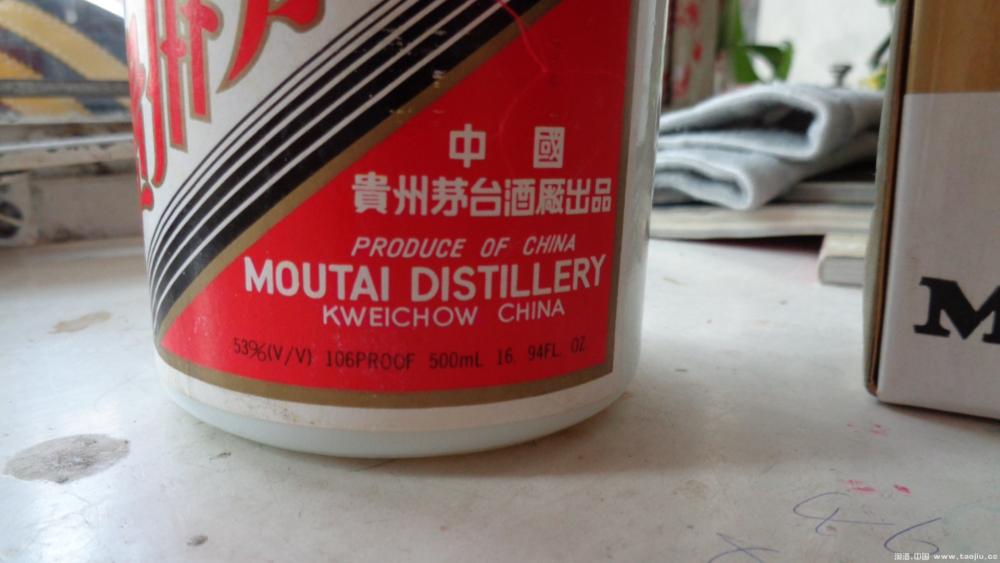 中 國
貴州茅台酒厰出品
PRODUCE OF CHINA
MOUTAI DISTILLERY
KWEICHOW CHINA
53%(V/V) 106PROOF 500mL 16. 94FL. OZ
M
淘酒.中国 www.taojiu.cc